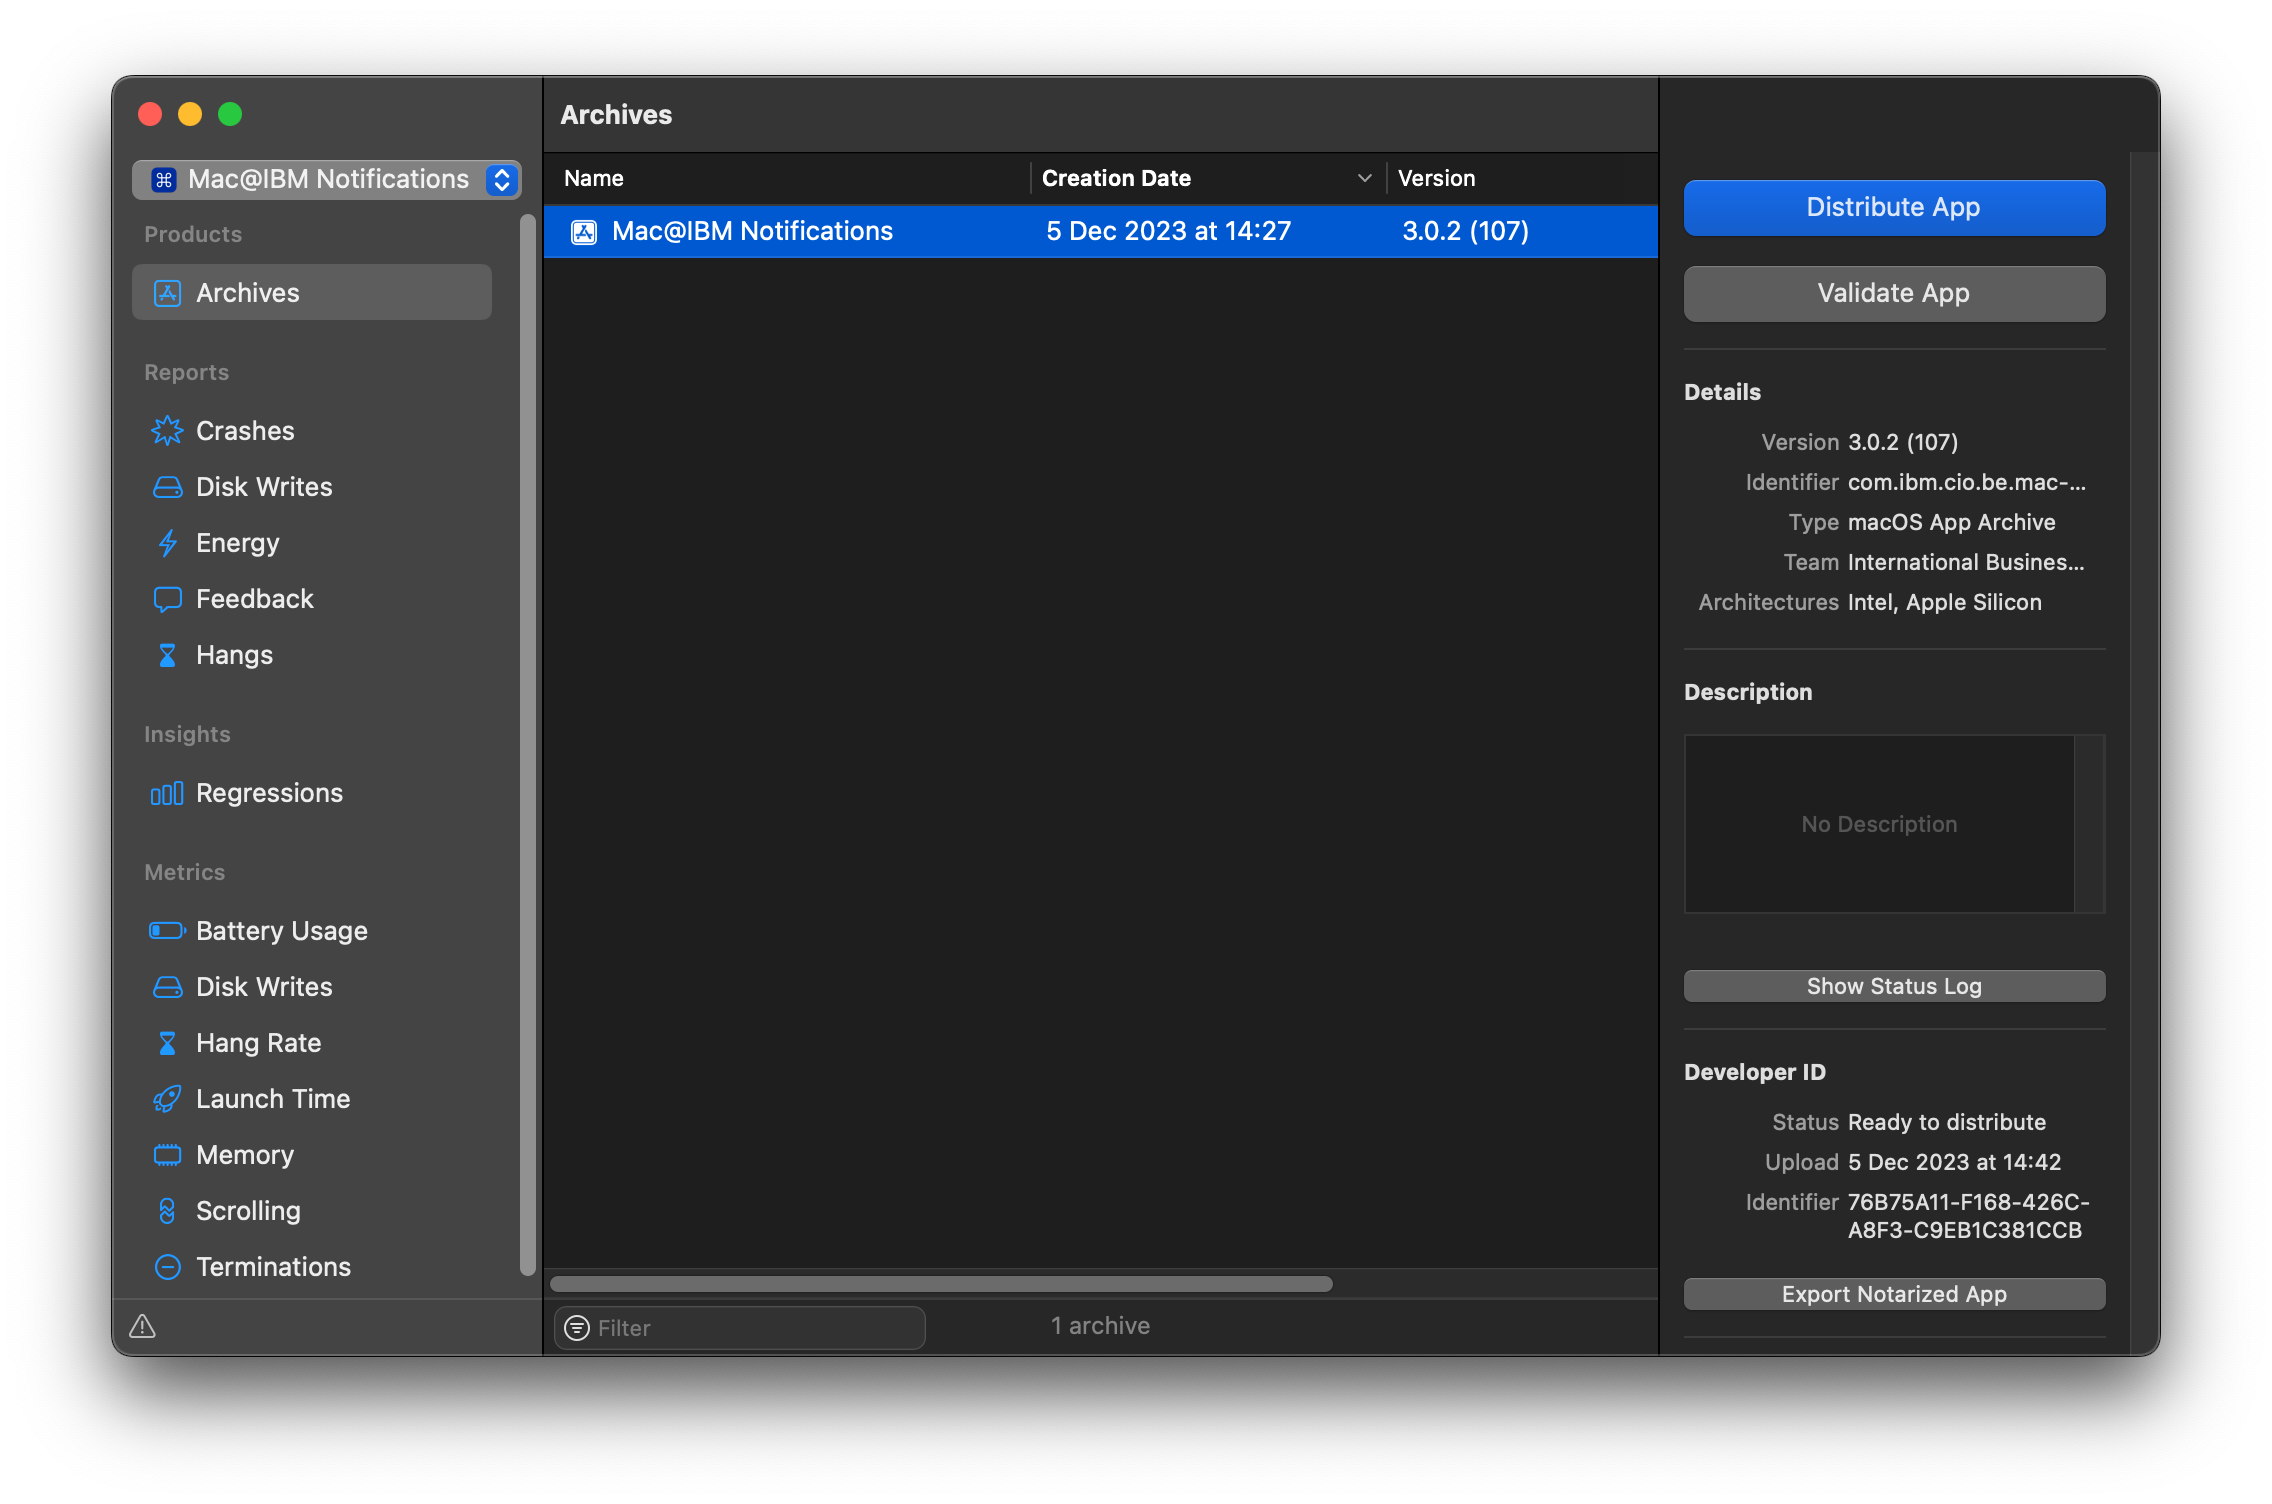 Mac@IBM Notifications
Products
Archives
Reports
Crashes
Disk Writes
Energy
Feedback
Hangs
Insights
Regressions
Metrics
Battery Usage
Disk Writes
Hang Rate
Launch Time
Memory
Scrolling
Terminations
Archives
Name Creation Date Version
Mac@IBM Notifications 5 Dec 2023 at 14:27 3.0.2 (107)
Filter
1 archive
Distribute App
Validate App
Details
Version 3.0.2 (107)
Identifier com.ibm.cio.be.mac-...
Type macOS App Archive
Team International Busines...
Architectures Intel, Apple Silicon
Description
No Description
Show Status Log
Developer ID
Status Ready to distribute
Upload 5 Dec 2023 at 14:42
Identifier 76B75A11-F168-426C-
A8F3-C9EB1C381CCB
Export Notarized App